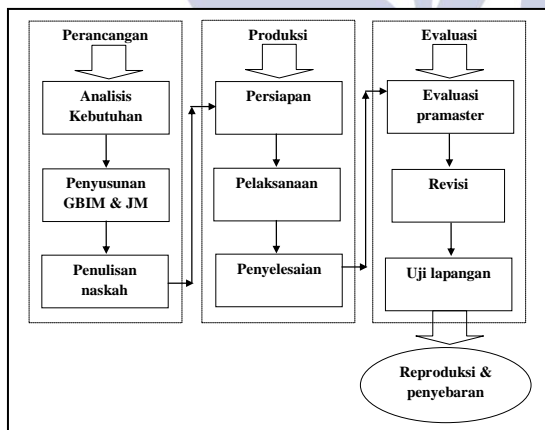 Perancangan
Analisis
Kebutuhan
Penyusunan
GBIM & JM
Penulisan
naskah
Produksi
Persiapan
Pelaksanaan
Penyelesaian
Evaluasi
Evaluasi
pramaster
Revisi
Uji lapangan
Reproduksi &
penyebaran